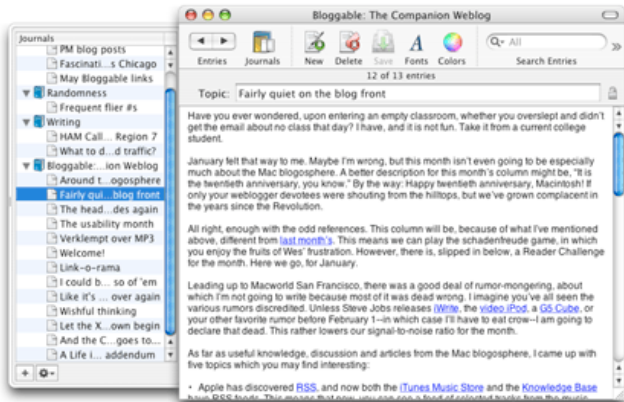 Bloggable: The Companion Weblog
Journals
PM blog posts
Fascinati...s Chicago
May Bloggable links
Randomness
Frequent flier #s
Writing
HAM Call... Region 7
What to d...d traffic?
Bloggable:...ion Weblog
Around t...ogosphere
Fairly qui...blog front
The head...des again
The usability month
Verklempt over MP3
Welcome!
Link-o-rama
I could b... so of 'em
Like it's ... over again
Wishful thinking
Let the X...own begin
And the C...goes to...
A Life i... addendum
Entries Journals New Delete Save Fonts Colors Search Entries
All
12 of 13 entries
Topic: Fairly quiet on the blog front
Have you ever wondered, upon entering an empty classroom, whether you overslept and didn't
get the email about no class that day? I have, and it is not fun. Take it from a current college
student.
January felt that way to me. Maybe I'm wrong, but this month isn't even going to be especially
much about the Mac blogosphere. A better description for this month's column might be, "It is
the twentieth anniversary, you know." By the way: Happy twentieth anniversary, Macintosh! If
only your weblogger devotees were shouting from the hilltops, but we've grown complacent in
the years since the Revolution.
All right, enough with the odd references. This column will be, because of what I've mentioned
above, different from last month's. This means we can play the schadenfreude game, in which
you enjoy the fruits of Wes' frustration. However, there is, slipped in below, a Reader Challenge
for the month. Here we go, for January.
Leading up to Macworld San Francisco, there was a good deal of rumor-mongering, about
which I'm not going to write because most of it was dead wrong. I imagine you've all seen the
various rumors discredited. Unless Steve Jobs releases iWrite, the video iPod, a G5 Cube, or
your other favorite rumor before February 1--in which case I'll have to eat crow--I am going to
declare that dead. This rather lowers our signal-to-noise ratio for the month.
As far as useful knowledge, discussion and articles from the Mac blogosphere, I came up with
five topics which you may find interesting:
• Apple has discovered RSS, and now both the iTunes Music Store and the Knowledge Base
have RSS feeds. This means that now, you can see a feed of selected tracks from the music